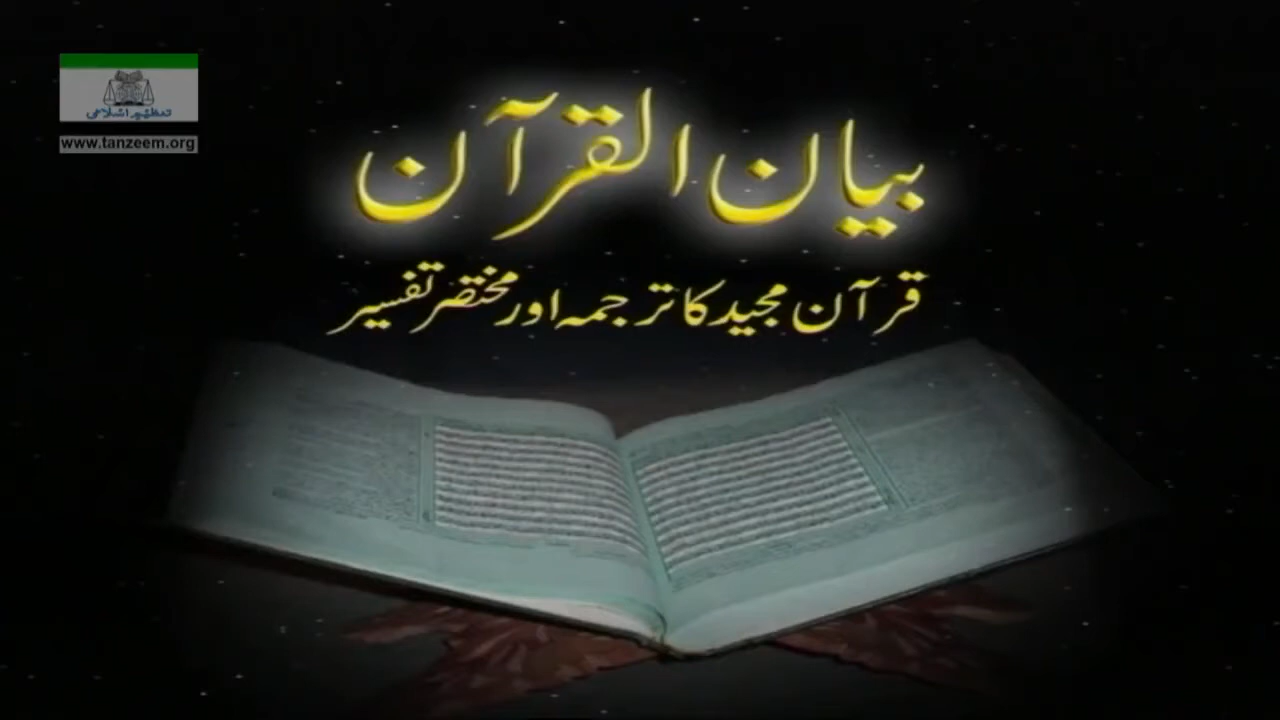 تنظیم اسلامی
www.tanzeem.org
بیان القرآن
قرآن مجید کا ترجمہ اور مختصر تفسیر